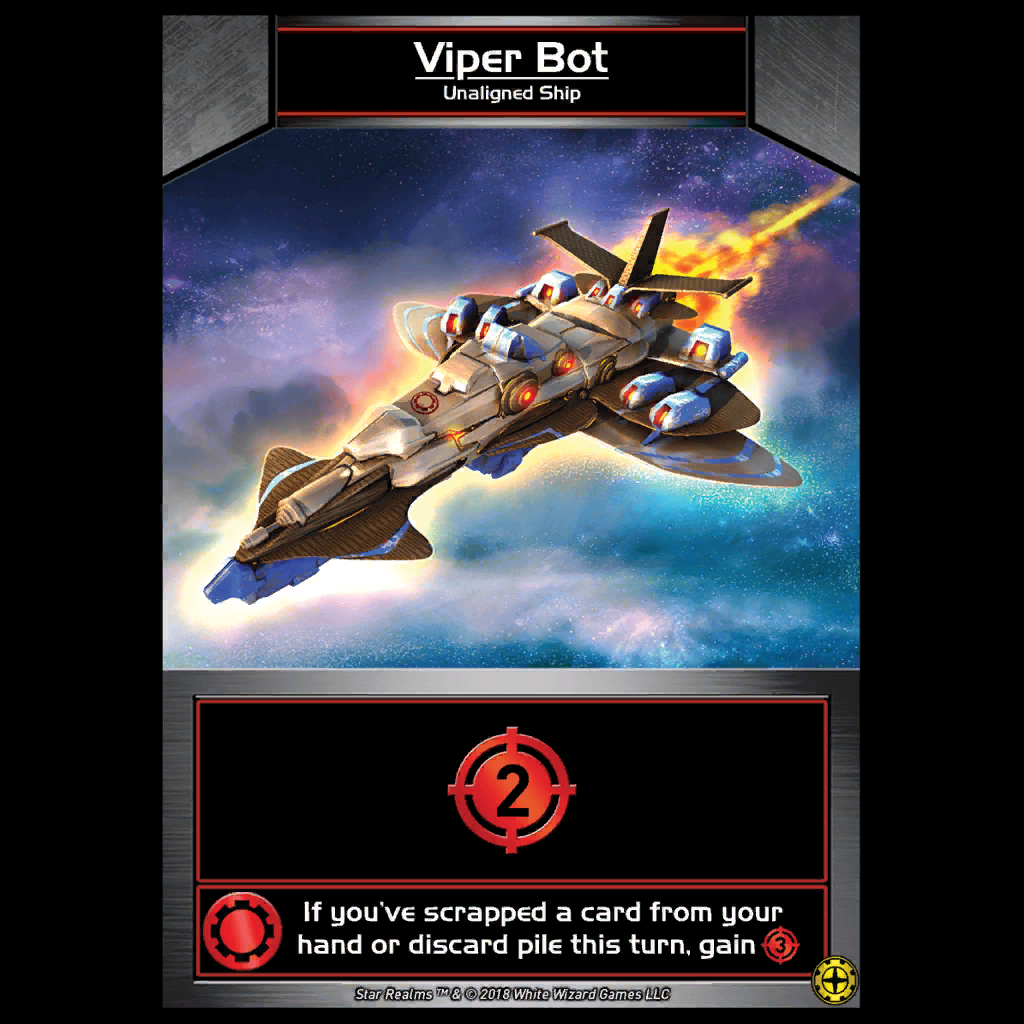 Viper Bot
Unaligned Ship
2
If you've scrapped a card from your
hand or discard pile this turn, gain 3
Star Realms ™ & © 2018 White Wizard Games LLC